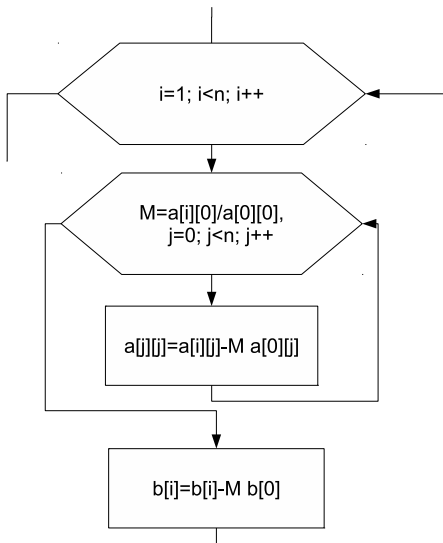 i=1; i<n; i++
M=a[i][0]/a[0][0],
j=0; j<n; j++
a[j][j]=a[i][j]-M a[0][j]
b[i]=b[i]-M b[0]